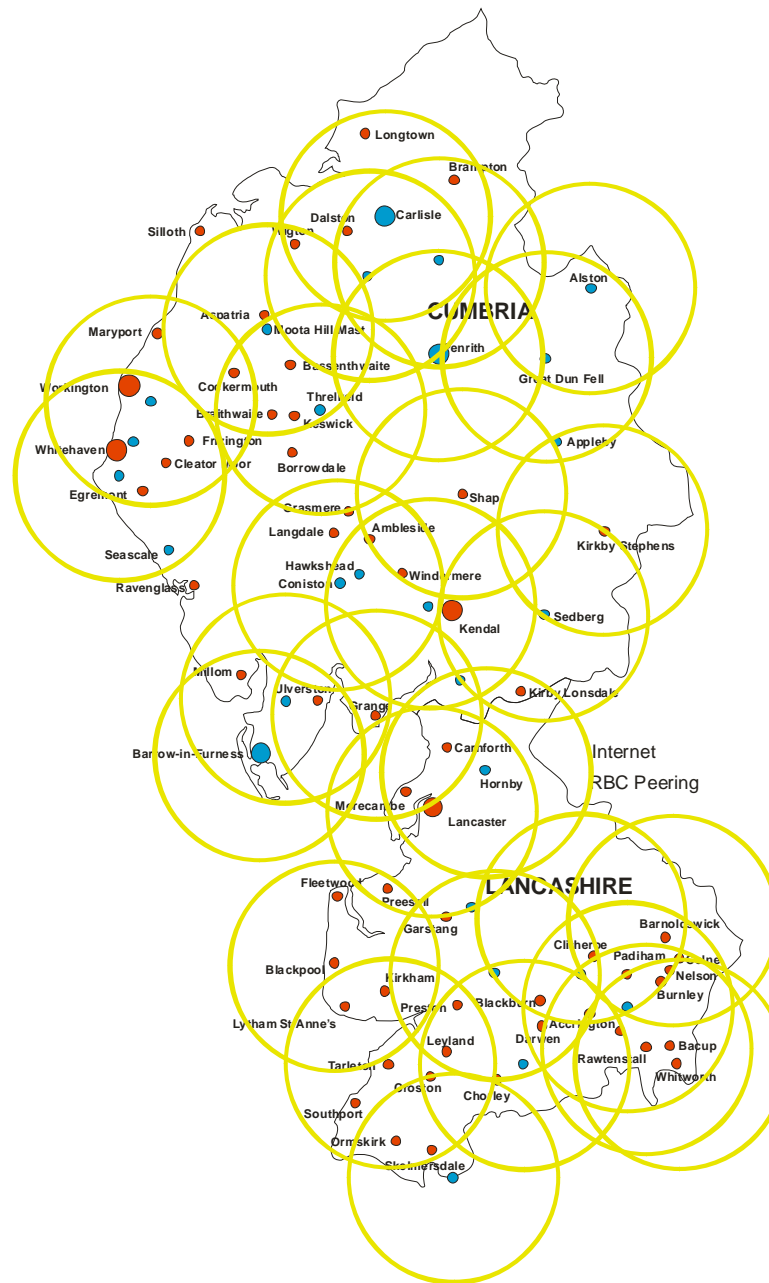 Longtown
Brampton
Dalston
Carlisle
Silloth
Alston
CUMBRIA
Aspatria
Moota Hill Mast
Maryport
Great Dun Fell
Bassenthwaite
Cockermouth
Threlkeld
Workington
Braithwaite
Keswick
Whitehaven
Frizington
Appleby
Cleator Moor
Borrowdale
Egremont
Shap
Grasmere
Langdale
Ambleside
Kirkby Stephens
Seascale
Hawkshead
Windermere
Coniston
Ravenglass
Sedberg
Kendal
Millom
Ulverston
Kirby Lonsdale
Grange
Barrow-in-Furness
Carnforth
Internet
RBC Peering
Hornby
Morecambe
Lancaster
LANCASHIRE
Fleetwood
Preesall
Garstang
Barnoldswick
Clitheroe
Padiham
Colne
Blackpool
Nelson
Kirkham
Burnley
Preston
Blackburn
Lytham St Anne's
Accrington
Darwen
Leyland
Bacup
Rawtenscall
Tarleton
Whitworth
Croston
Chorley
Southport
Ormskirk
Skelmersdale